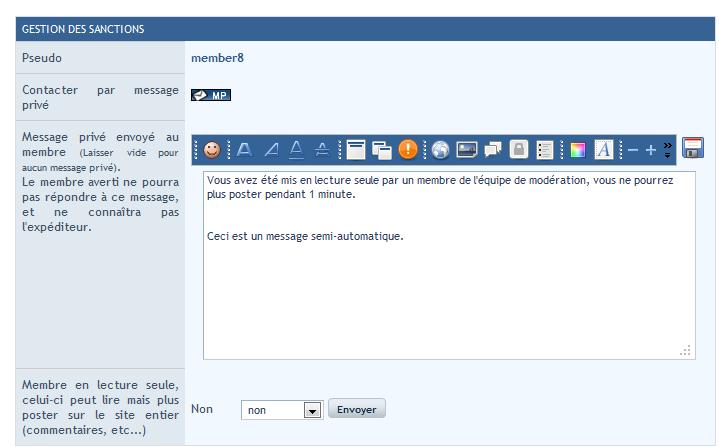 GESTION DES SANCTIONS
Pseudo
member8
Contacter par message
privé
MP
Message privé envoyé au
membre (Laisser vide pour
aucun message privé).
Le membre averti ne pourra
pas répondre à ce message,
et ne connaîtra pas
l'expéditeur.
Vous avez été mis en lecture seule par un membre de l'équipe de modération, vous ne pourrez
plus poster pendant 1 minute.
Ceci est un message semi-automatique.
Membre en lecture seule,
celui-ci peut lire mais plus
poster sur le site entier
(commentaires, etc...)
Non
non
Envoyer